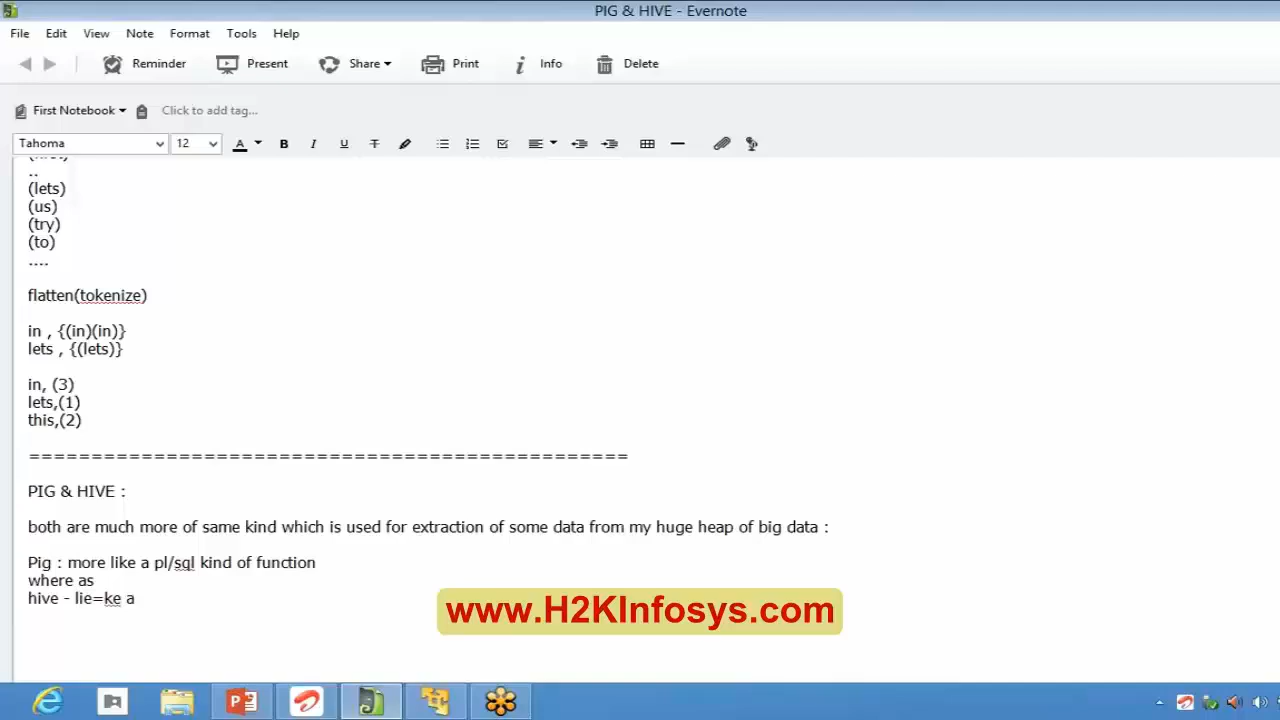 PIG & HIVE - Evernote
File Edit View Note Format Tools Help
Reminder Present Share Print Info Delete
First Notebook Click to add tag...
Tahoma 12 A B I U T
..
(lets)
(us)
(try)
(to)
....
flatten(tokenize)
in , {(in)(in)}
lets , {(lets)}
in, (3)
lets,(1)
this,(2)
================================================
PIG & HIVE :
both are much more of same kind which is used for extraction of some data from my huge heap of big data :
Pig : more like a pl/sql kind of function
where as
hive - lie=ke a
www.H2KInfosys.com